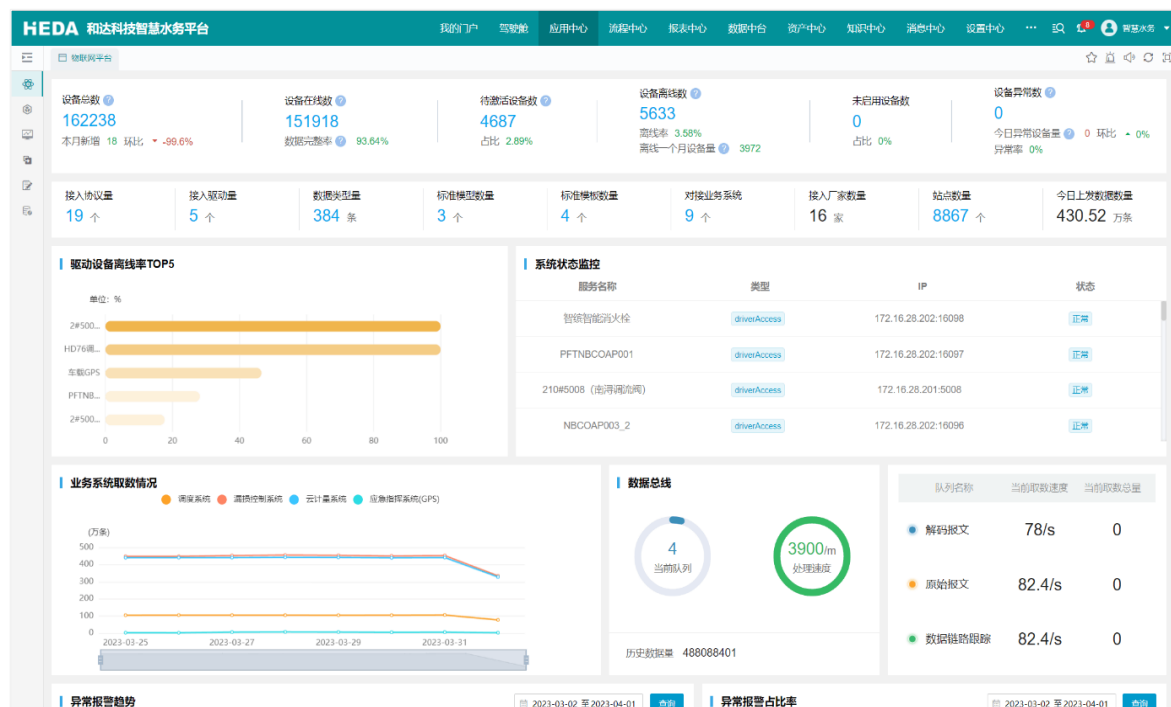 HEDA 和达科技智慧水务平台
我的门户 驾驶舱 应用中心 流程中心 报表中心 数据中台 资产中心 知识中心 消息中心 设置中心 ... 8 智慧水务
物联网平台
设备总数 设备在线数 待激活设备数 设备离线数 未启用设备数 设备异常数
162238 151918 4687 5633 0 0
本月新增 18 环比 -99.6% 数据完整率 93.64% 占比 2.89% 离线率 3.58% 占比 0% 今日异常设备量 0 环比 0%
离线一个月设备量 3972 异常率 0%
接入协议量 接入驱动量 数据类型量 标准模型数量 标准模板数量 对接业务系统 接入厂家数量 站点数量 今日上发数据数量
19 个 5 个 384 条 3 个 4 个 9 个 16 家 8867 个 430.52 万条
驱动设备离线率TOP5
单位: %
2#500...
HD76调...
车载GPS
PFTNB...
2#500...
0 20 40 60 80 100
系统状态监控
服务名称 类型 IP 状态
智镔智能消火栓 driverAccess 172.16.28.202:16098 正常
PFTNBCOAP001 driverAccess 172.16.28.202:16097 正常
210#5008 (南浔调流阀) driverAccess 172.16.28.201:5008 正常
NBCOAP003_2 driverAccess 172.16.28.202:16096 正常
业务系统取数情况
调度系统 漏损控制系统 云计量系统 应急指挥系统(GPS)
(万条)
500
400
300
200
100
0
2023-03-25 2023-03-27 2023-03-29 2023-03-31
数据总线
4 3900/m
当前队列 处理速度
历史数据量 488088401
队列名称 当前取数速度 当前取数总量
解码报文 78/s 0
原始报文 82.4/s 0
数据链路跟踪 82.4/s 0
异常报警趋势 2023-03-02 至 2023-04-01 查询
异常报警占比率 2023-03-02 至 2023-04-01 查询